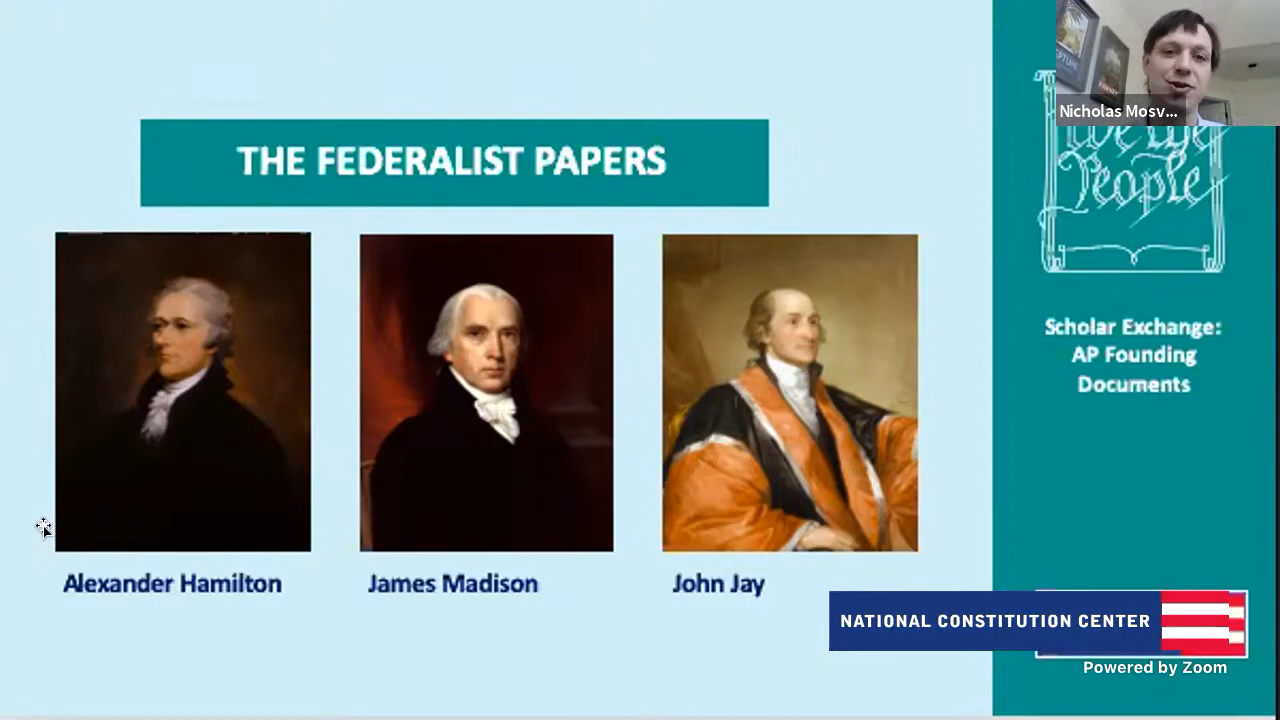 THE FEDERALIST PAPERS
Nicholas Mosv...
We the
People
Scholar Exchange:
AP Founding
Documents
Alexander Hamilton
James Madison
John Jay
NATIONAL CONSTITUTION CENTER
Powered by Zoom